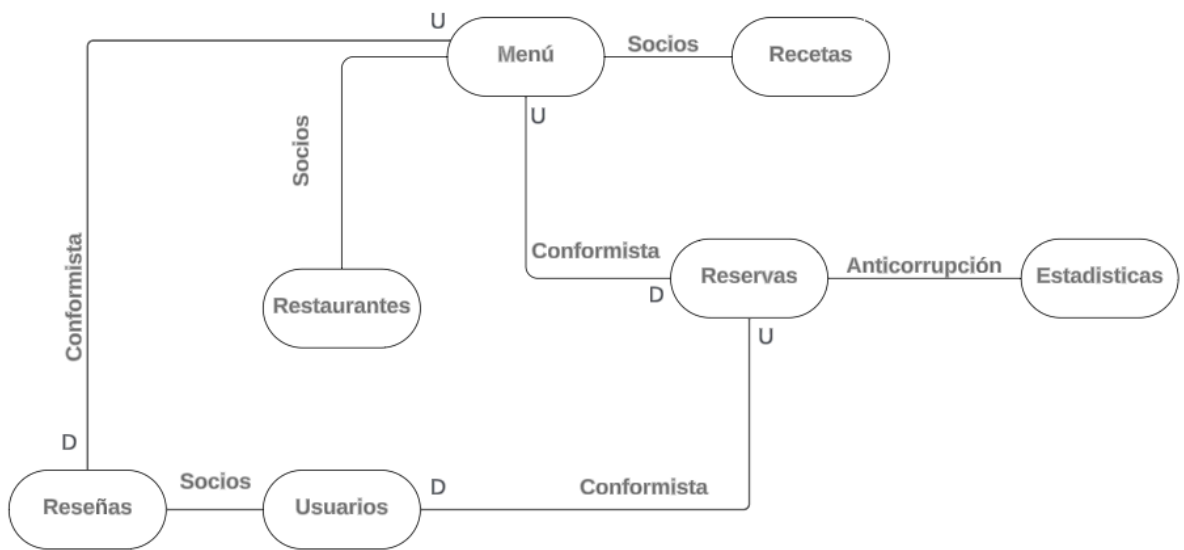 U
Menú
Socios
Recetas
U
Socios
Conformista
Conformista
D
Reservas
Anticorrupción
Estadisticas
Restaurantes
U
D
Reseñas
Socios
Usuarios
D
Conformista